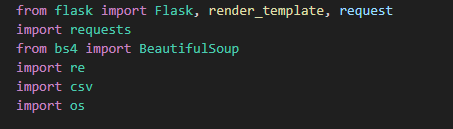 from flask import Flask, render_template, request
import requests
from bs4 import BeautifulSoup
import re
import csv
import os